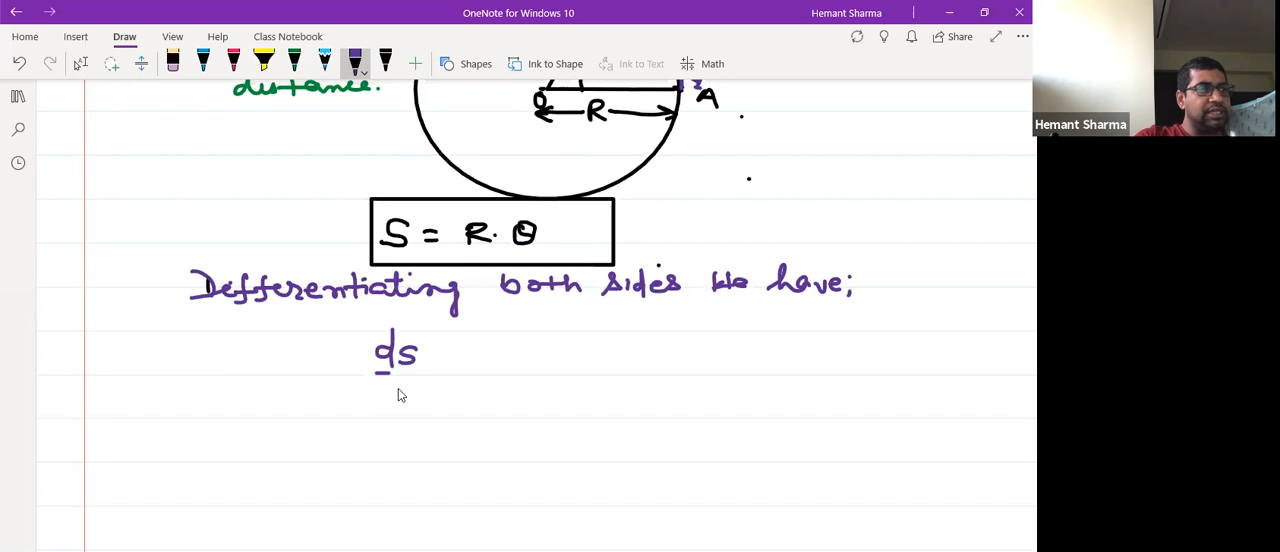 OneNote for Windows 10
Hemant Sharma
Home Insert Draw View Help Class Notebook
Share
Shapes Ink to Shape Ink to Text Math
distance.
O
R
A
Hemant Sharma
S = R. θ
Differentiating both sides We have;
ds